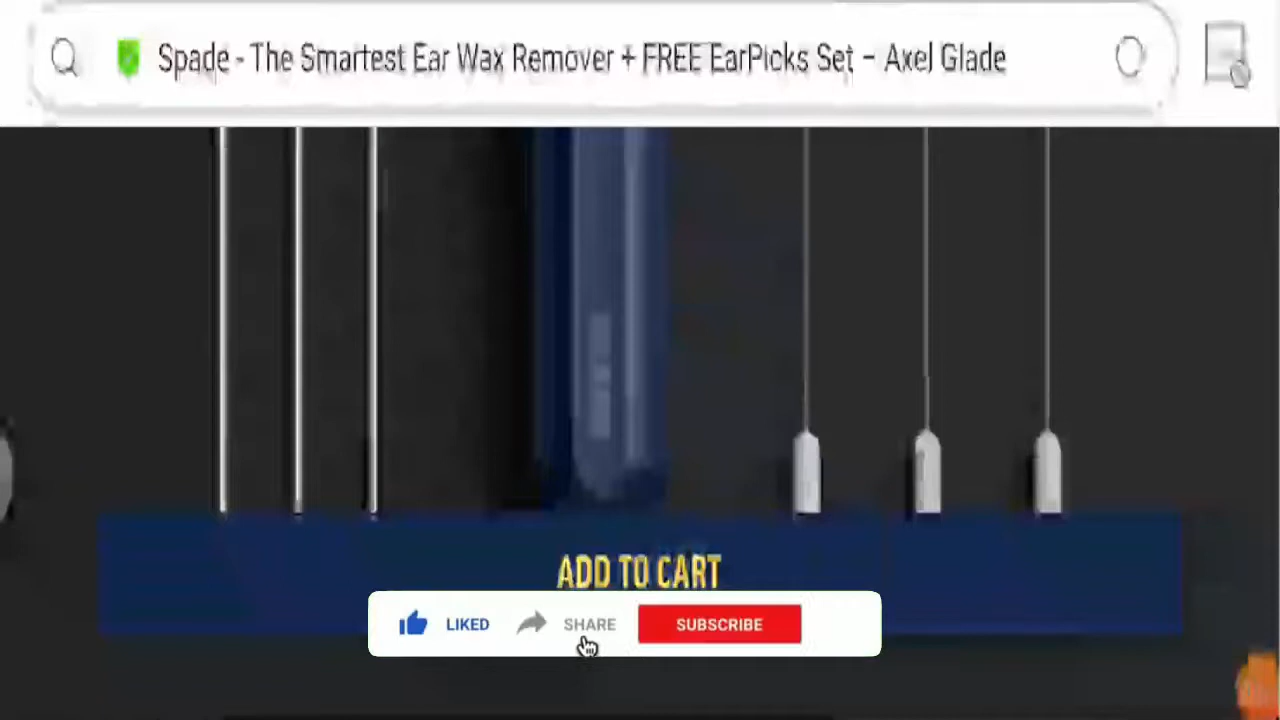 Spade - The Smartest Ear Wax Remover + FREE EarPicks Set – Axel Glade
ADD TO CART
LIKED SHARE SUBSCRIBE